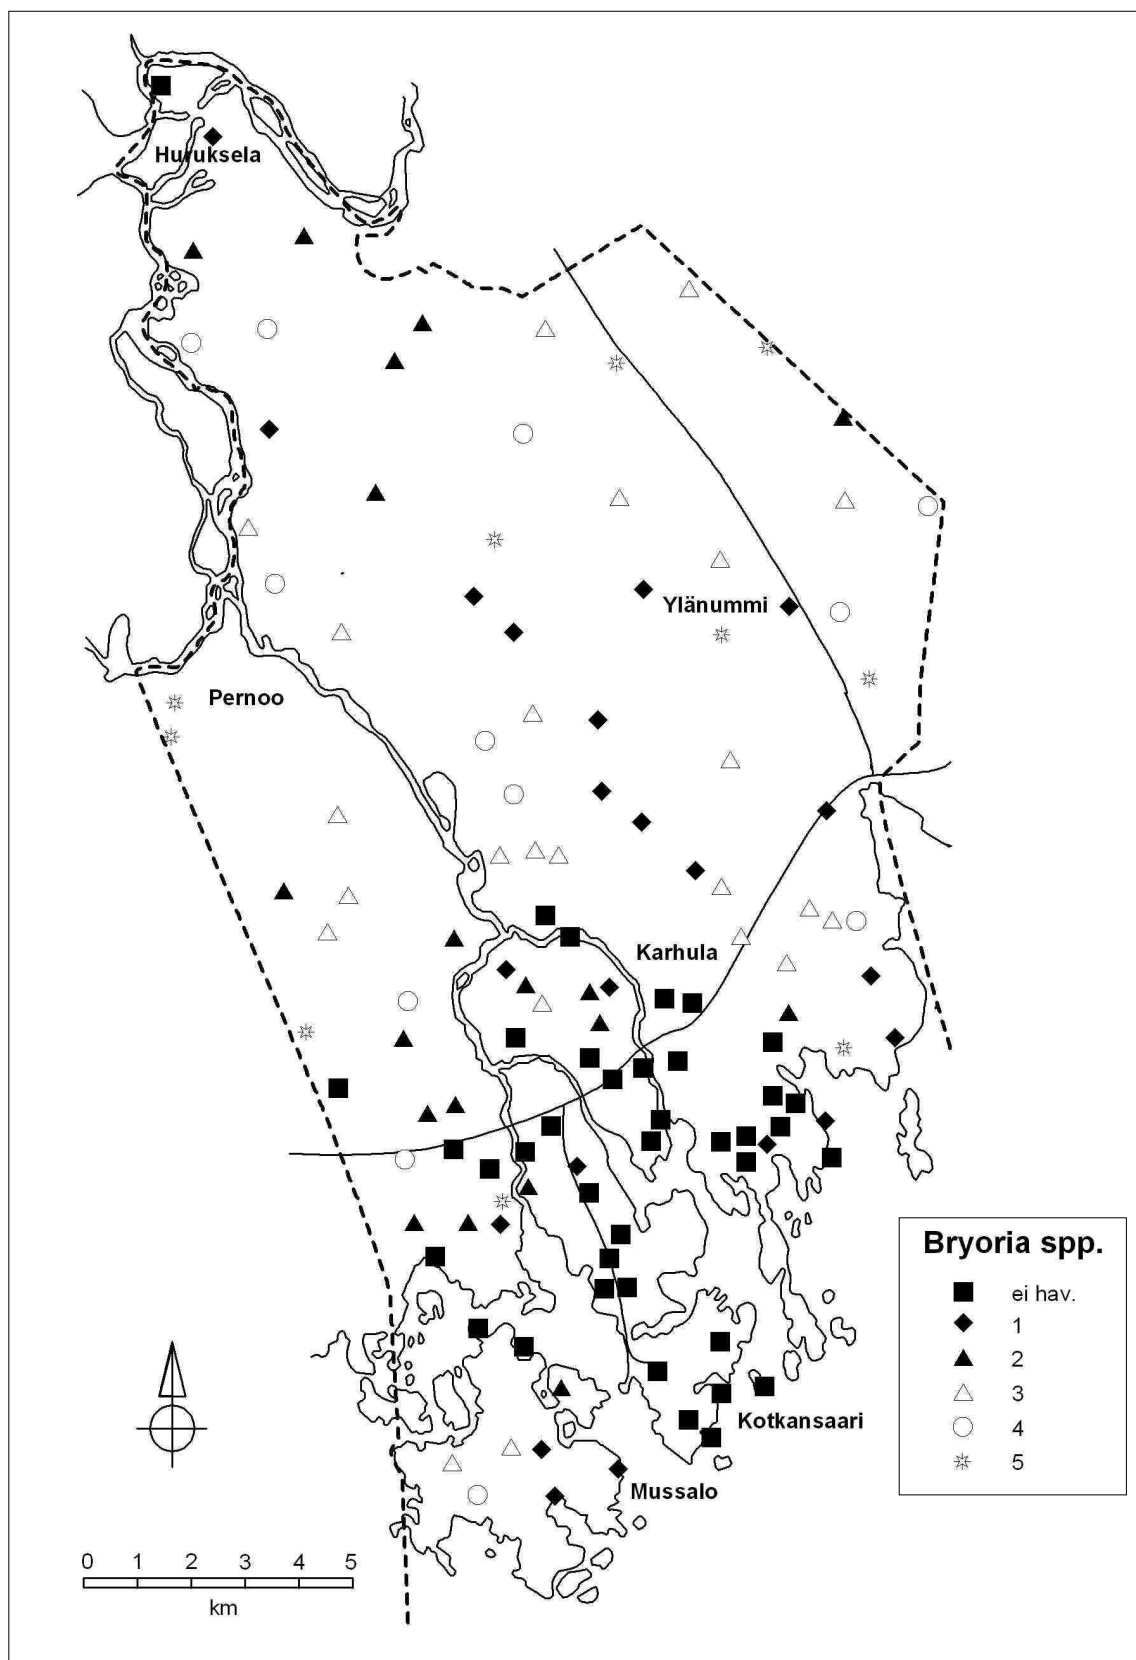 Huruksela
Ylänummi
Pernoo
Karhula
Bryoria spp.
ei hav.
1
2
3
4
5
Kotkansaari
Mussalo
0 1 2 3 4 5
km